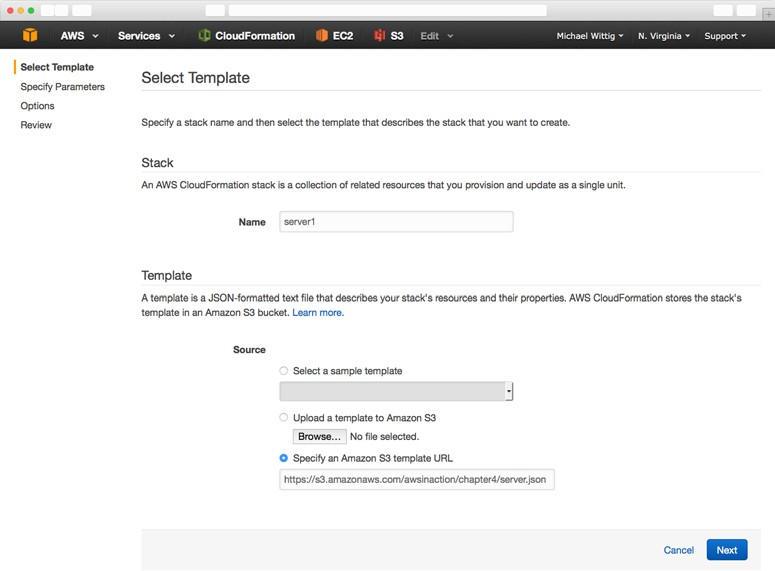 AWS Services CloudFormation EC2 S3 Edit Michael Wittig N. Virginia Support
Select Template
Specify Parameters
Options
Review
Select Template
Specify a stack name and then select the template that describes the stack that you want to create.
Stack
An AWS CloudFormation stack is a collection of related resources that you provision and update as a single unit.
Name server1
Template
A template is a JSON-formatted text file that describes your stack's resources and their properties. AWS CloudFormation stores the stack's
template in an Amazon S3 bucket. Learn more.
Source
Select a sample template
Upload a template to Amazon S3
Browse... No file selected.
Specify an Amazon S3 template URL
https://s3.amazonaws.com/awsinaction/chapter4/server.json
Cancel Next